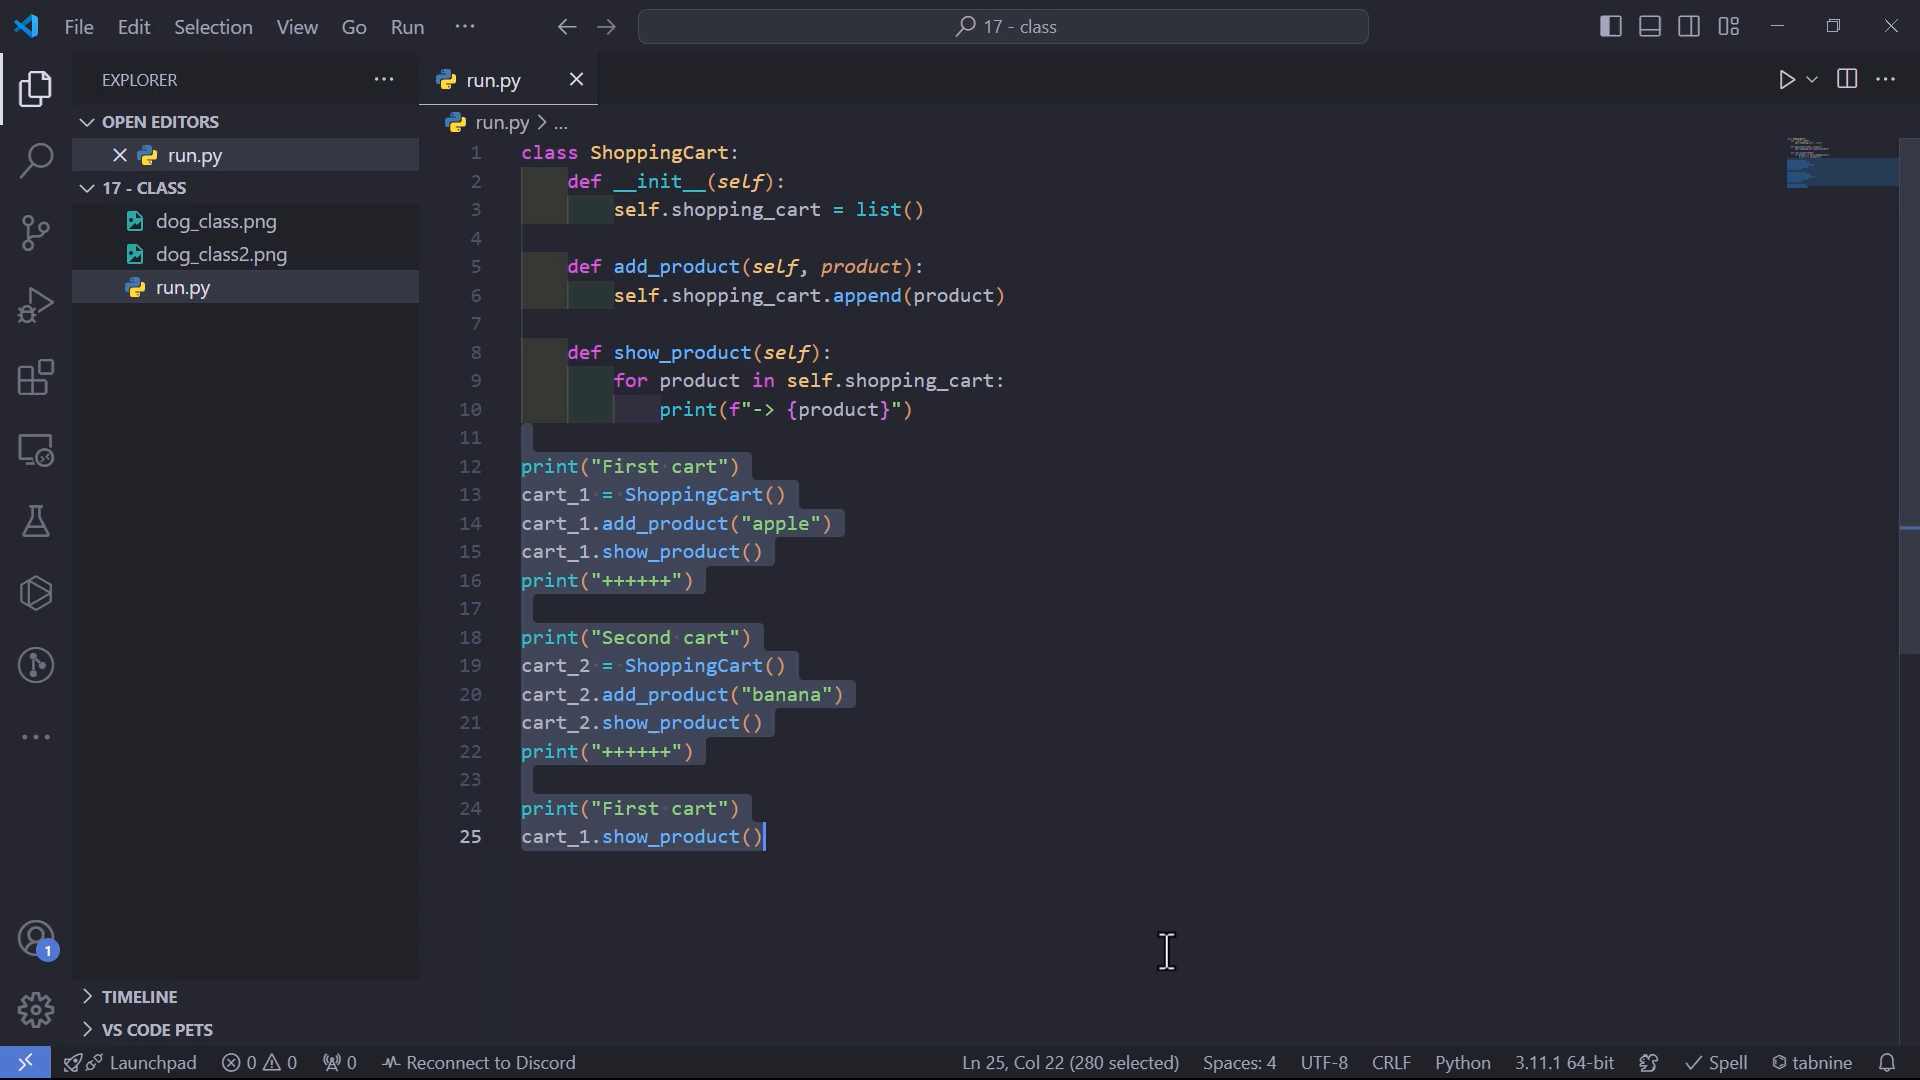 File Edit Selection View Go Run ··· 17 - class
EXPLORER ···
run.py
OPEN EDITORS
run.py
17 - CLASS
dog_class.png
dog_class2.png
run.py
run.py > ...
1 class ShoppingCart:
2 def __init__(self):
3 self.shopping_cart = list()
4
5 def add_product(self, product):
6 self.shopping_cart.append(product)
7
8 def show_product(self):
9 for product in self.shopping_cart:
10 print(f"-> {product}")
11
12 print("First cart")
13 cart_1 = ShoppingCart()
14 cart_1.add_product("apple")
15 cart_1.show_product()
16 print("++++++")
17
18 print("Second cart")
19 cart_2 = ShoppingCart()
20 cart_2.add_product("banana")
21 cart_2.show_product()
22 print("++++++")
23
24 print("First cart")
25 cart_1.show_product()
1
TIMELINE
VS CODE PETS
Launchpad 0 0 0 Reconnect to Discord Ln 25, Col 22 (280 selected) Spaces: 4 UTF-8 CRLF Python 3.11.1 64-bit Spell tabnine